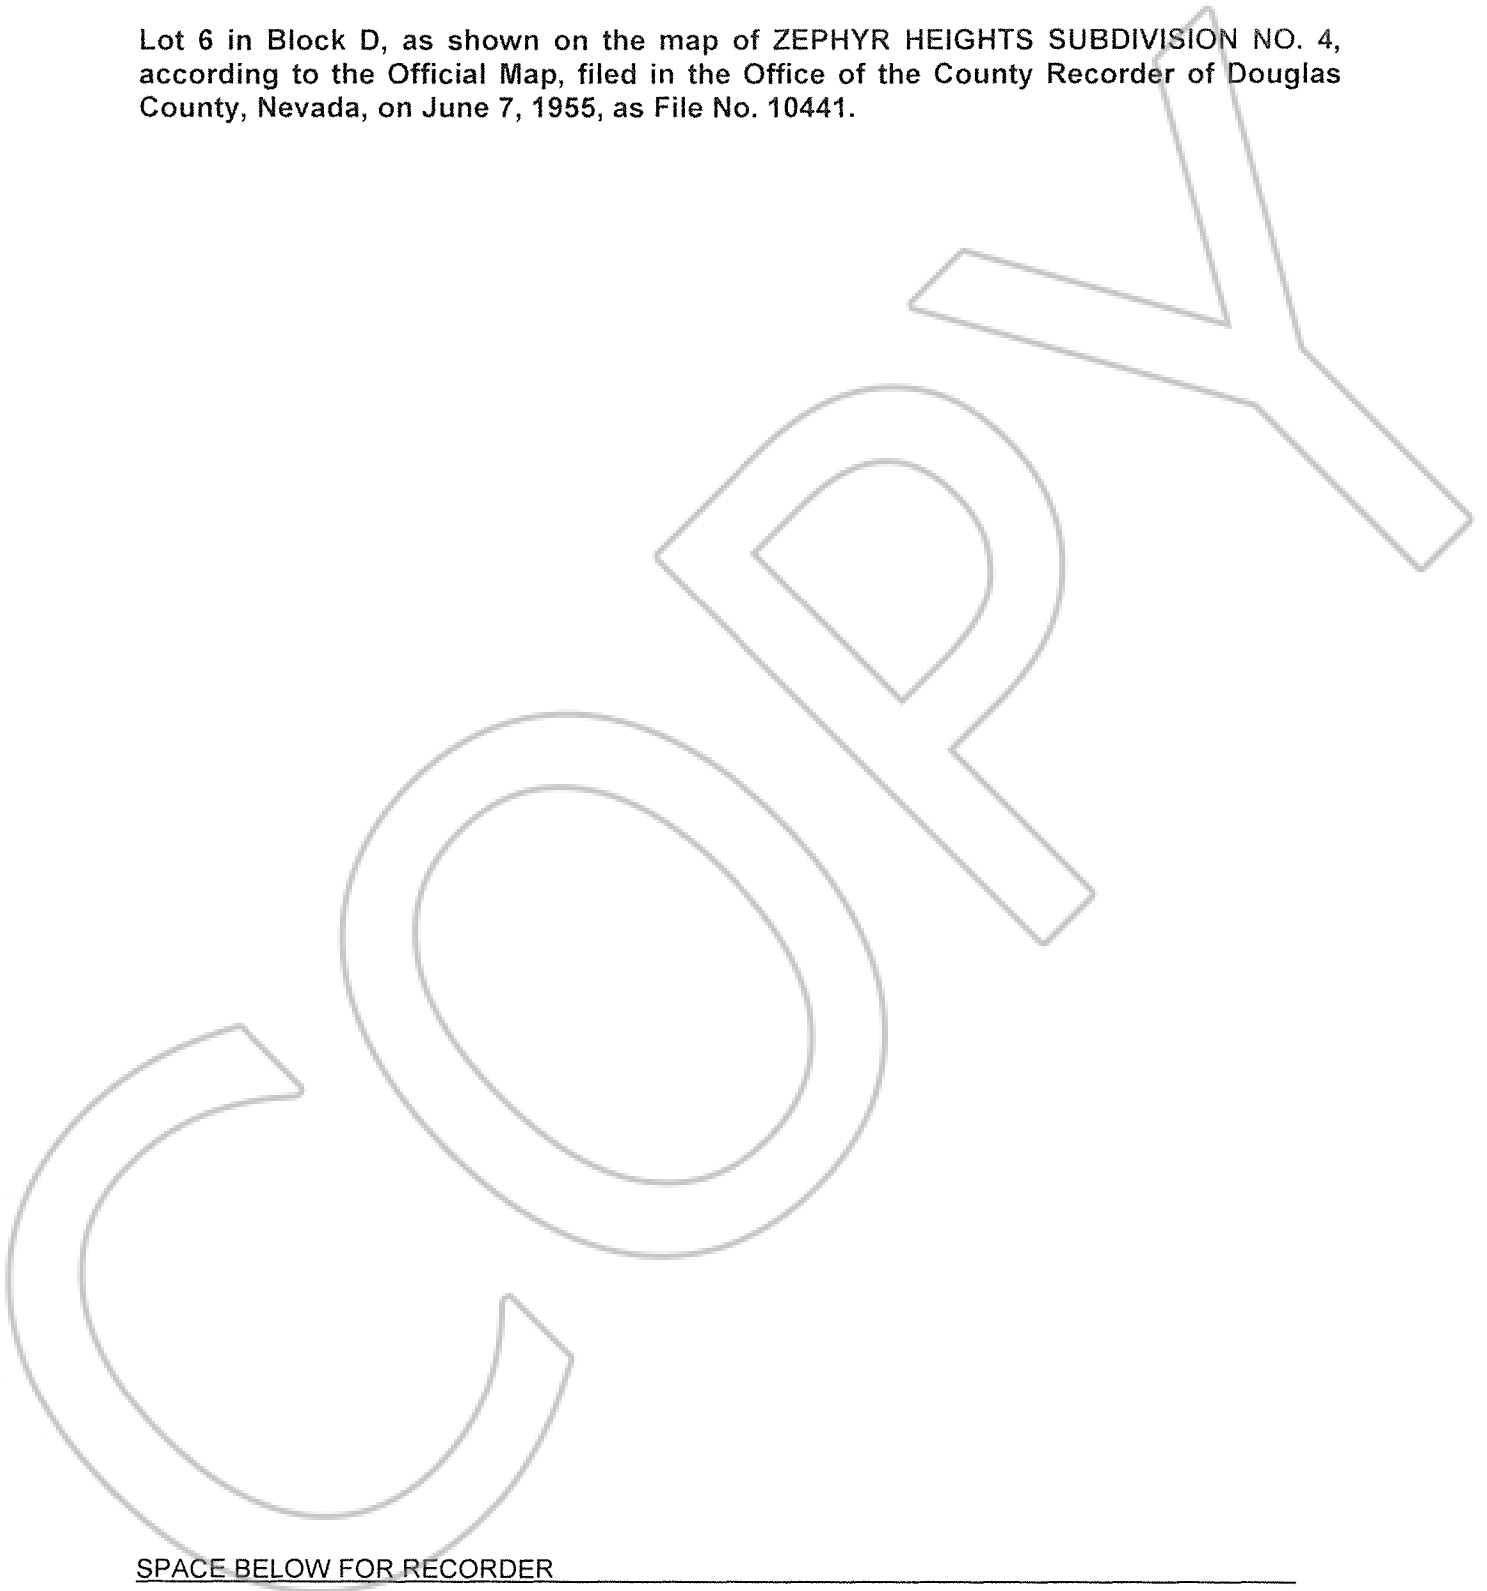 Lot 6 in Block D, as shown on the map of ZEPHYR HEIGHTS SUBDIVISION NO. 4,
according to the Official Map, filed in the Office of the County Recorder of Douglas
County, Nevada, on June 7, 1955, as File No. 10441.
COPY
SPACE BELOW FOR RECORDER